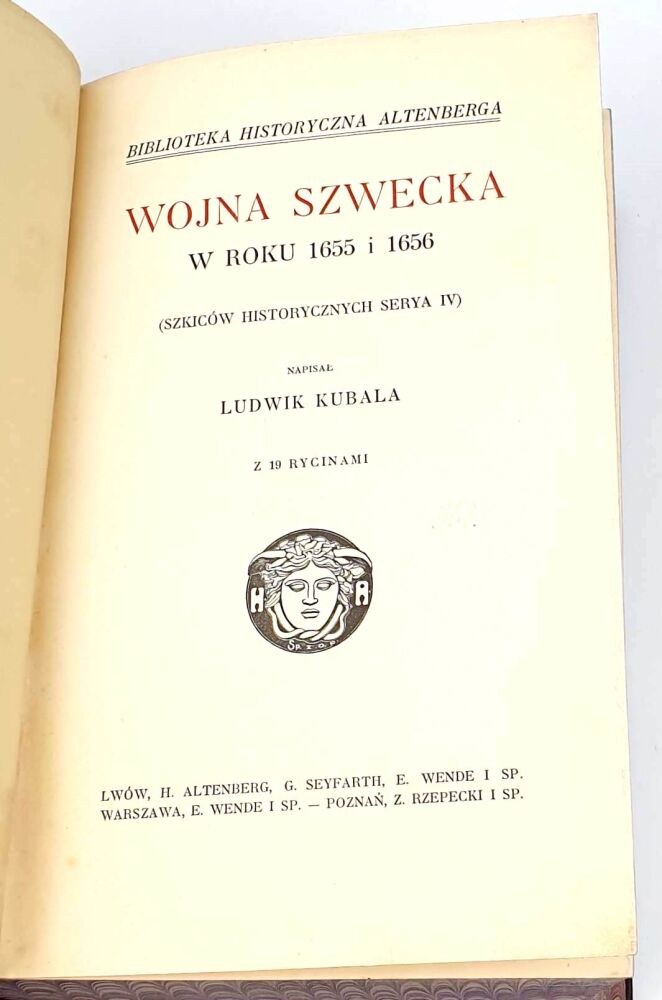 BIBLIOTEKA HISTORYCZNA ALTENBERGA
WOJNA SZWECKA
W ROKU 1655 i 1656
(SZKICÓW HISTORYCZNYCH SERYA IV)
NAPISAŁ
LUDWIK KUBALA
Z 19 RYCINAMI
H A
Sp. z o. p.
LWÓW, H. ALTENBERG, G. SEYFARTH, E. WENDE I SP.
WARSZAWA, E. WENDE I SP. — POZNAŃ, Z. RZEPECKI I SP.